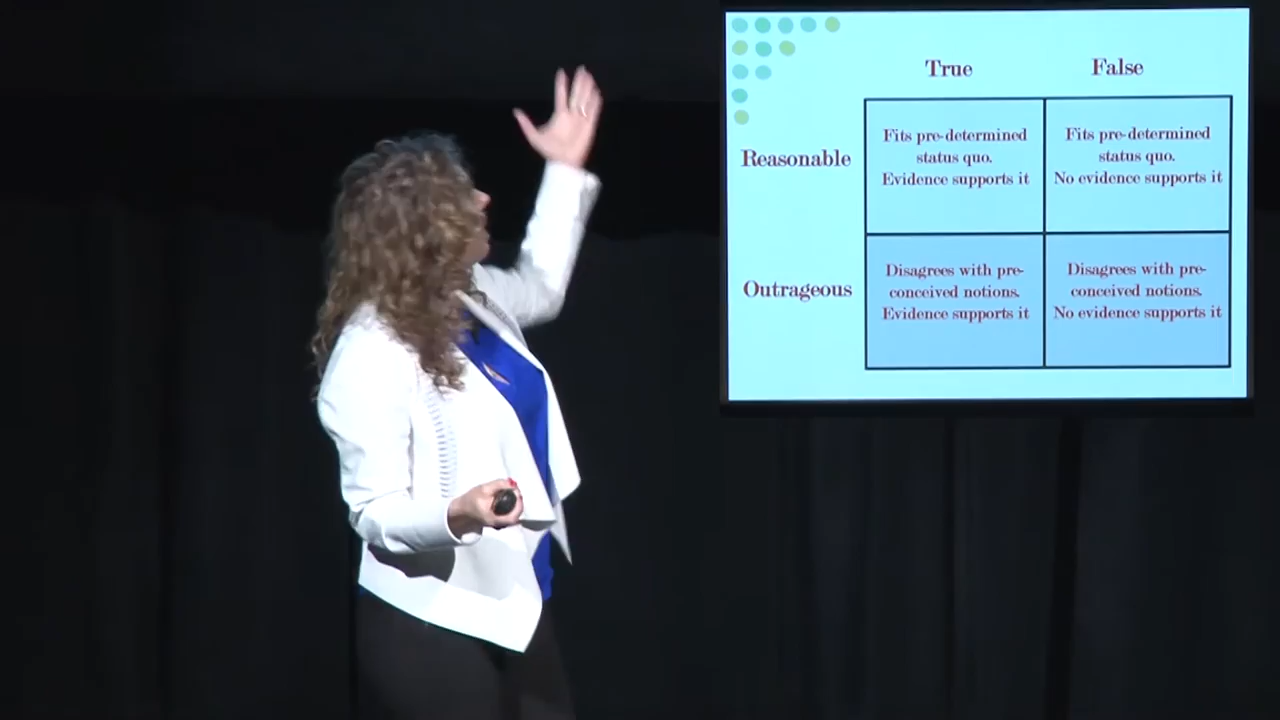 True False
Reasonable
Fits pre-determined
status quo.
Evidence supports it
Fits pre-determined
status quo.
No evidence supports it
Outrageous
Disagrees with pre-
conceived notions.
Evidence supports it
Disagrees with pre-
conceived notions.
No evidence supports it